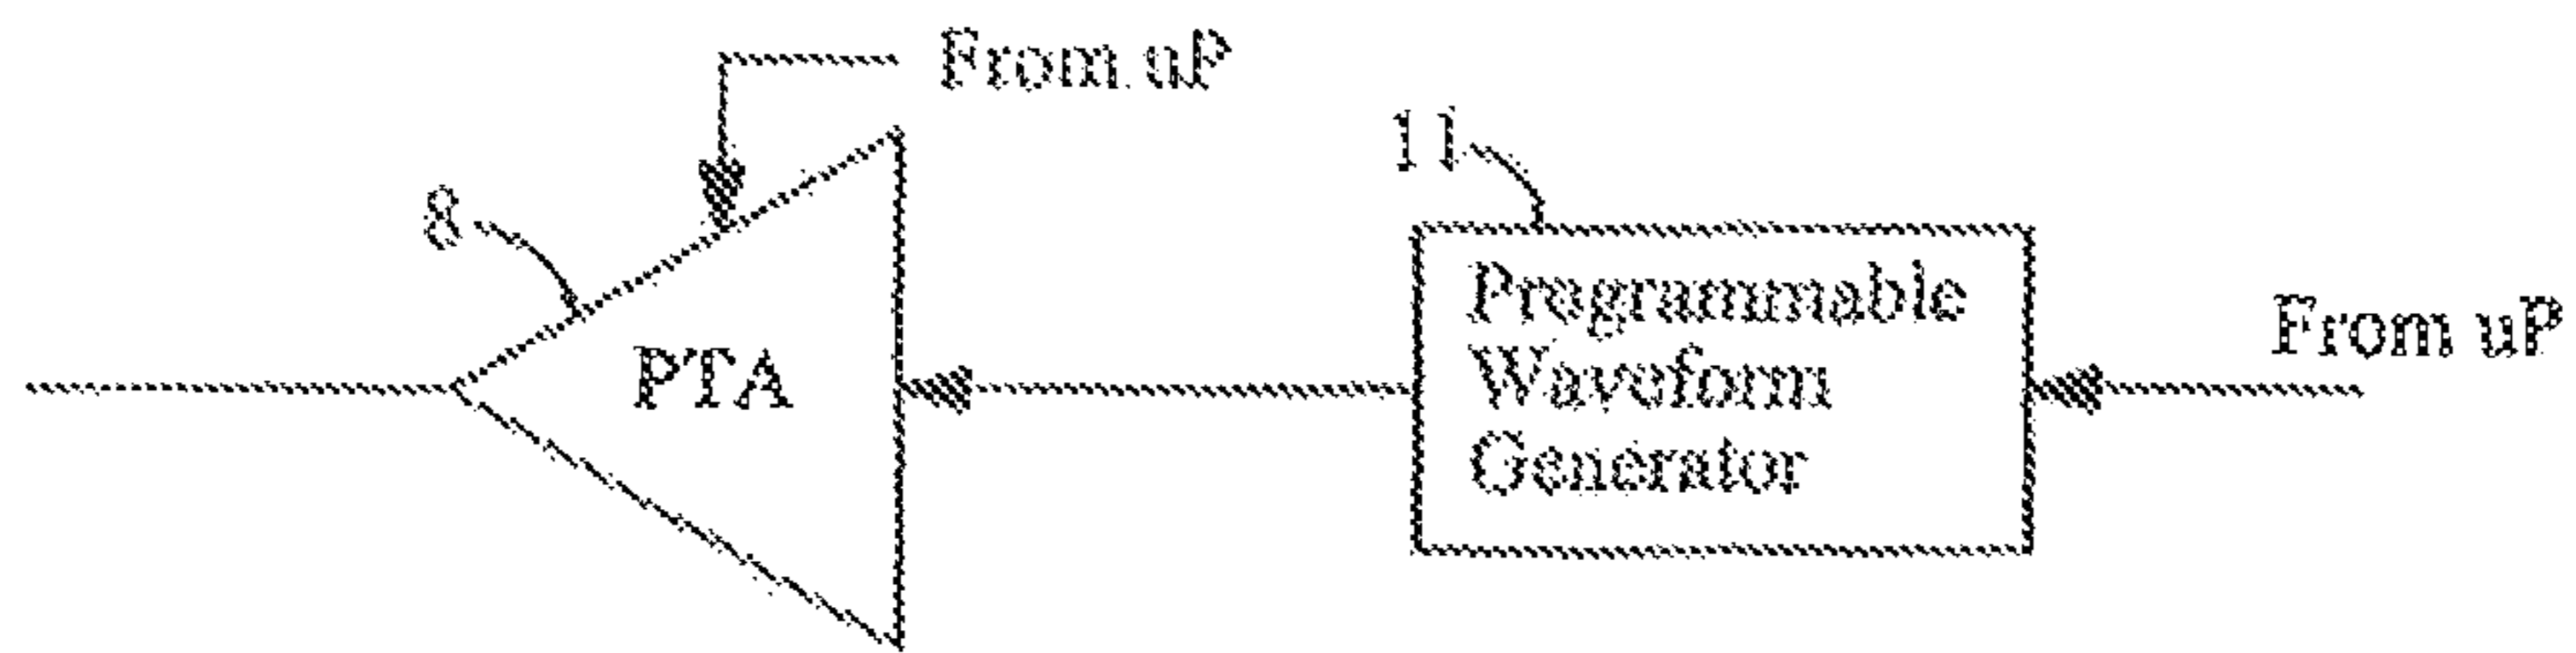 From uP
11
8
Programmable
From uP
PTA
Waveform
Generator